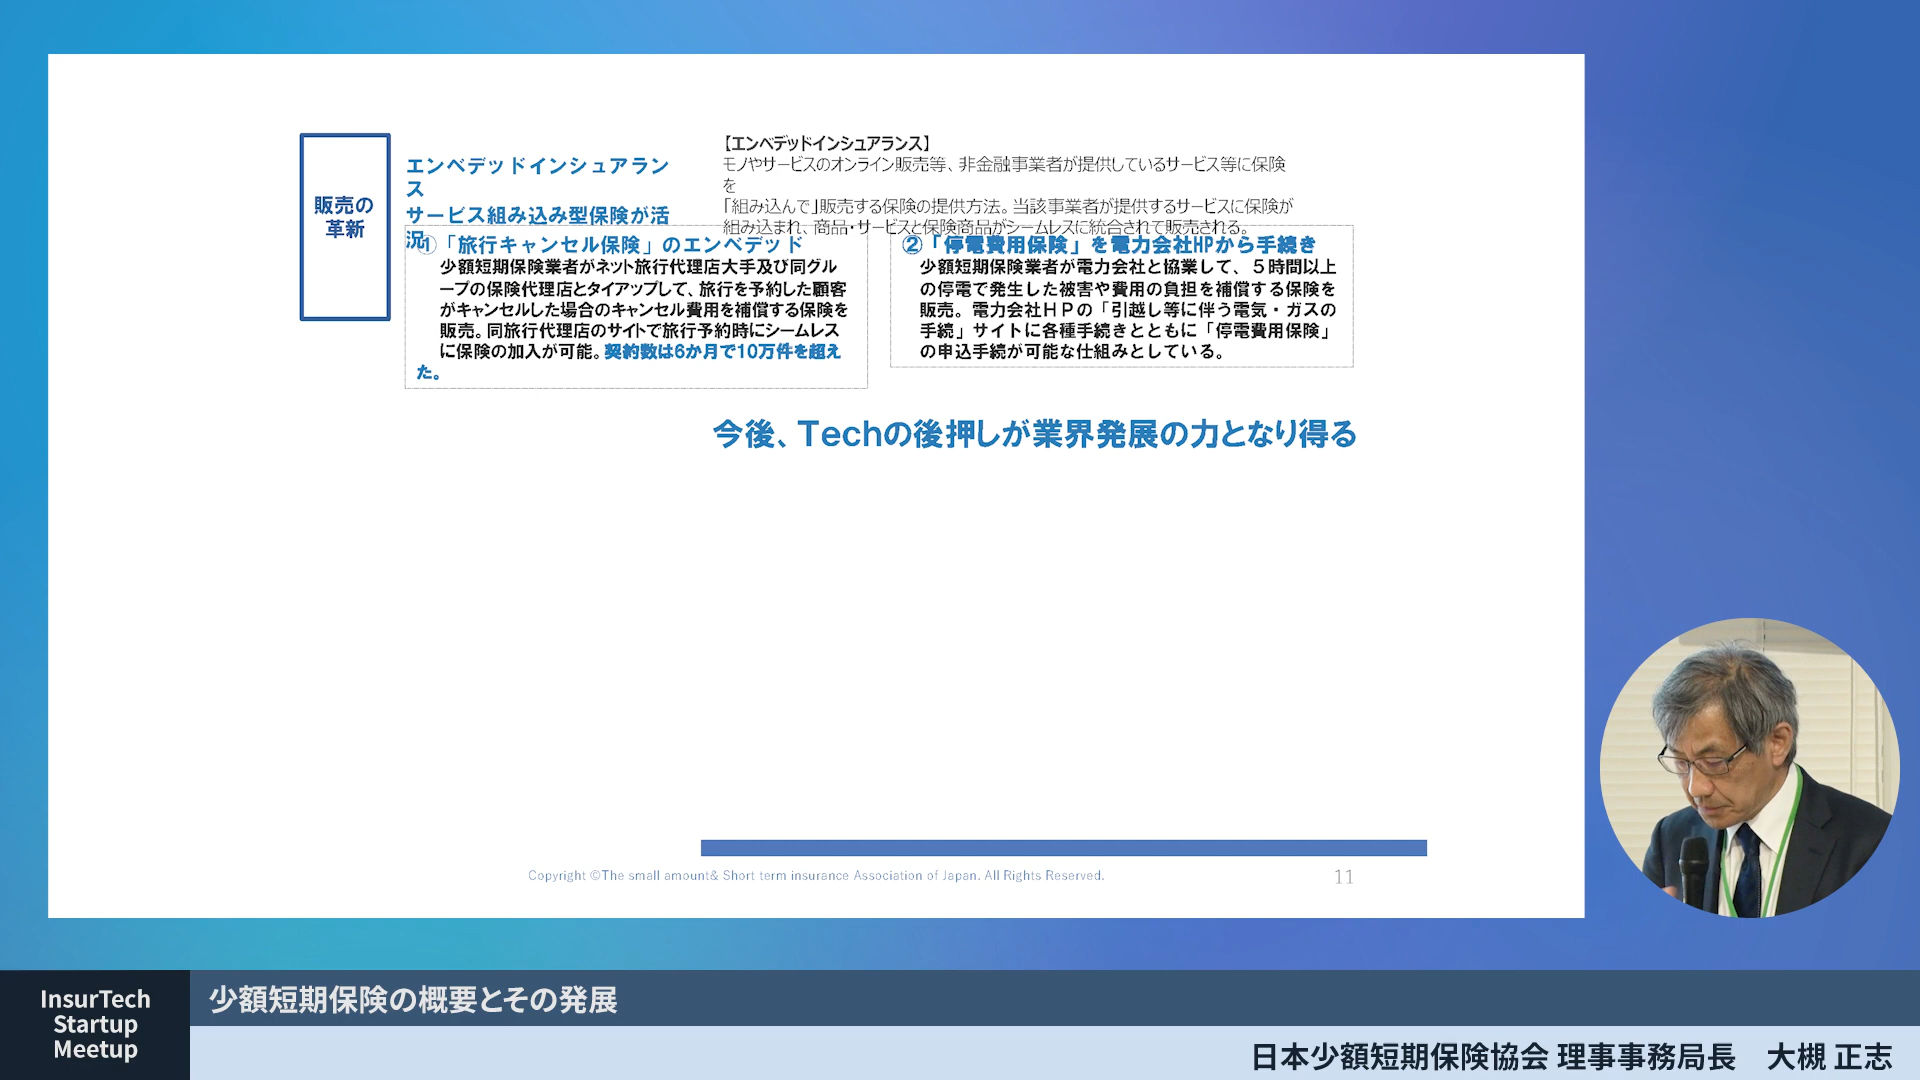 販売の
革新
エンベデッドインシュアラン
ス
サービス組み込み型保険が活
況
【エンベデッドインシュアランス】
モノやサービスのオンライン販売等、非金融事業者が提供しているサービス等に保険
を
「組み込んで」販売する保険の提供方法。当該事業者が提供するサービスに保険が
組み込まれ、商品・サービスと保険商品がシームレスに統合されて販売される。
①「旅行キャンセル保険」のエンベデッド
少額短期保険業者がネット旅行代理店大手及び同グル
ープの保険代理店とタイアップして、旅行を予約した顧客
がキャンセルした場合のキャンセル費用を補償する保険を
販売。同旅行代理店のサイトで旅行予約時にシームレス
に保険の加入が可能。契約数は6か月で10万件を超え
た。
②「停電費用保険」を電力会社HPから手続き
少額短期保険業者が電力会社と協業して、５時間以上
の停電で発生した被害や費用の負担を補償する保険を
販売。電力会社ＨＰの「引越し等に伴う電気・ガスの
手続」サイトに各種手続きとともに「停電費用保険」
の申込手続が可能な仕組みとしている。
今後、Techの後押しが業界発展の力となり得る
Copyright ©The small amount& Short term insurance Association of Japan. All Rights Reserved.
11
InsurTech
Startup
Meetup
少額短期保険の概要とその発展
日本少額短期保険協会 理事事務局長　大槻 正志